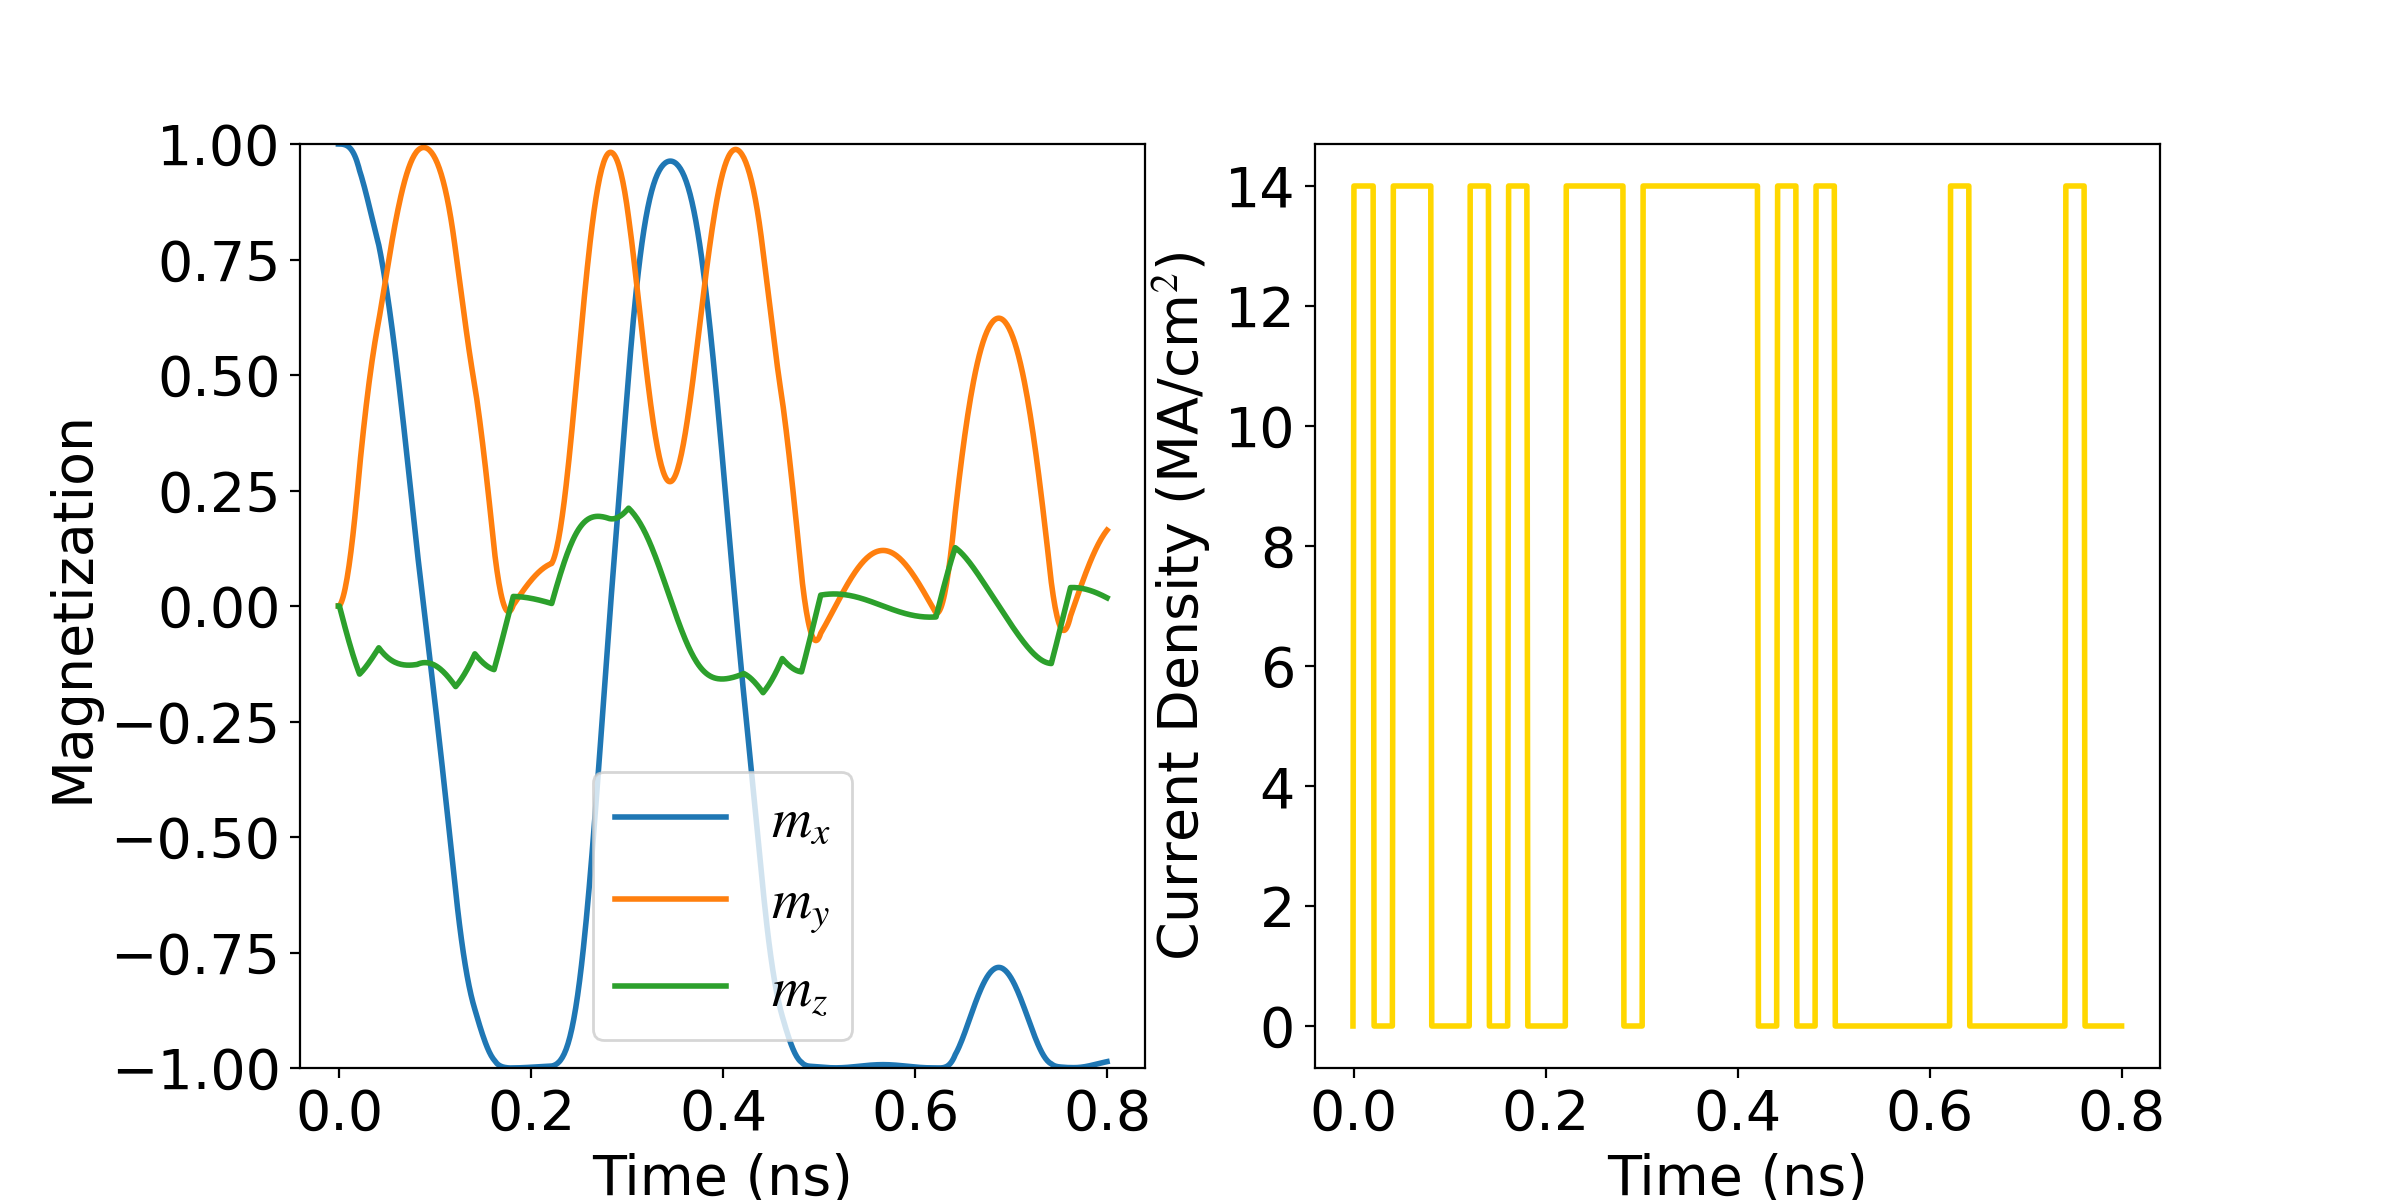 1.00
0.75
0.50
0.25
0.00
−0.25
−0.50
−0.75
−1.00
0.0 0.2 0.4 0.6 0.8
Time (ns)
Magnetization
m_x
m_y
m_z
14
12
10
8
6
4
2
0
0.0 0.2 0.4 0.6 0.8
Time (ns)
Current Density (MA/cm²)